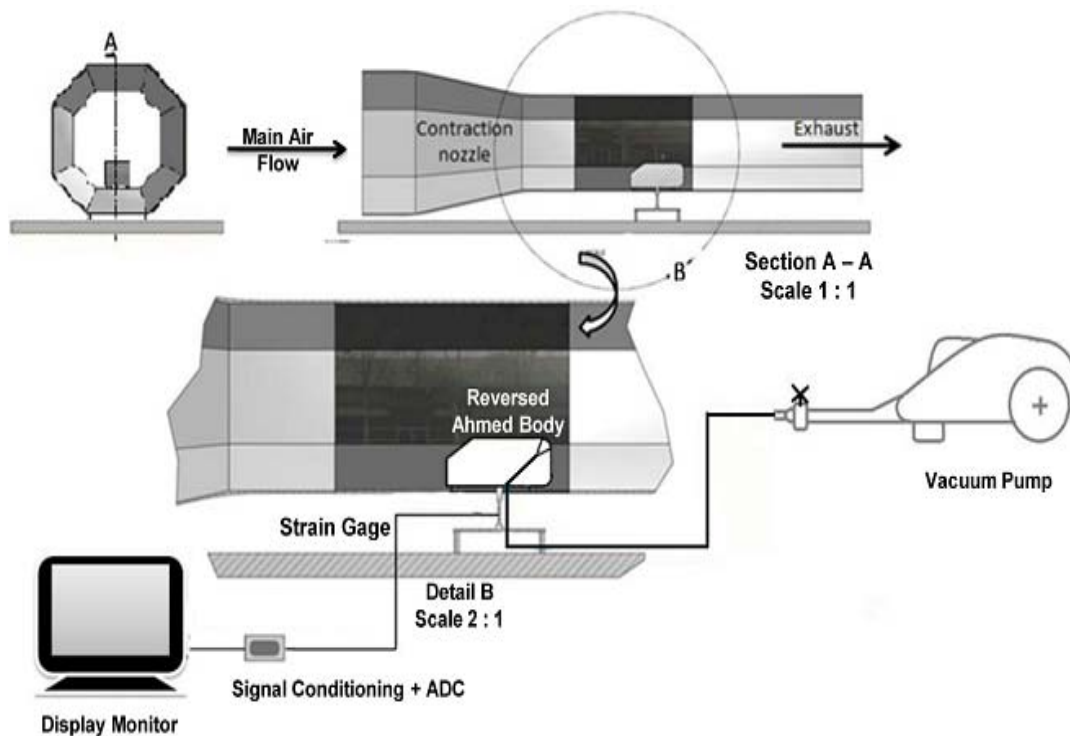 A
Main Air
Flow
Contraction
nozzle
Exhaust
B
Section A – A
Scale 1 : 1
Reversed
Ahmed Body
Vacuum Pump
Strain Gage
Detail B
Scale 2 : 1
Signal Conditioning + ADC
Display Monitor